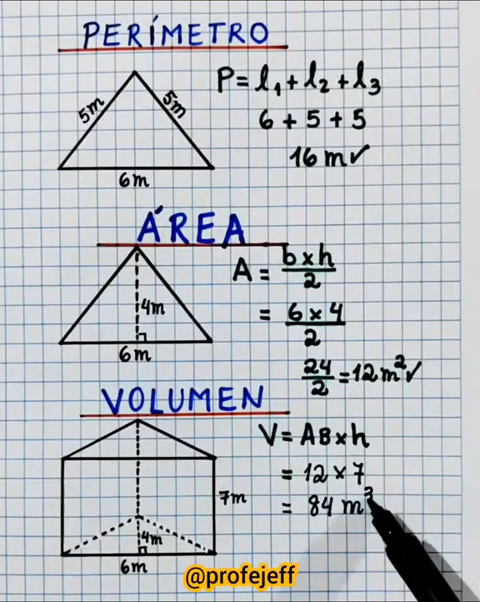 PERÍMETRO
5m
5m
6m
P = l₁ + l₂ + l₃
6 + 5 + 5
16 m✓
ÁREA
4m
6m
A = b x h / 2
= 6 x 4 / 2
24 / 2 = 12 m²✓
VOLUMEN
7m
4m
6m
V = AB x h
= 12 x 7
= 84 m³
@profejeff